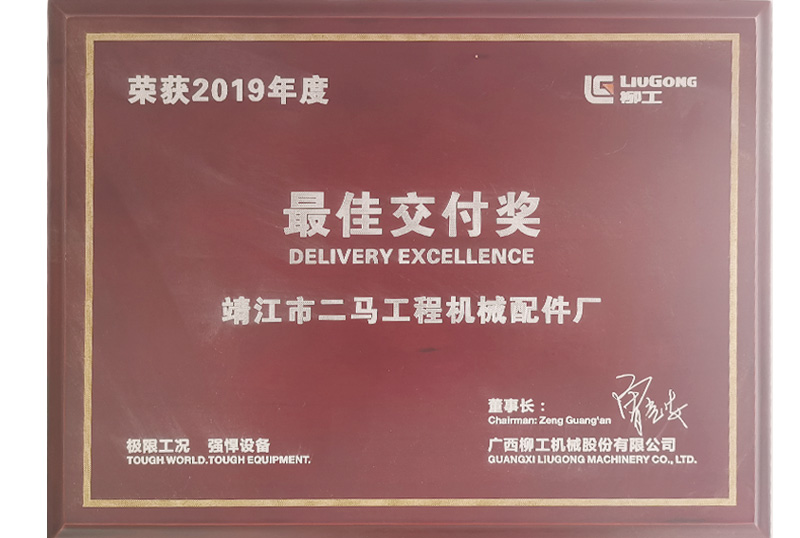 荣获2019年度
LIUGONG
柳工
最佳交付奖
DELIVERY EXCELLENCE
靖江市二马工程机械配件厂
董事长：
Chairman: Zeng Guang'an
极限工况 强悍设备
TOUGH WORLD.TOUGH EQUIPMENT.
广西柳工机械股份有限公司
GUANGXI LIUGONG MACHINERY CO., LTD.